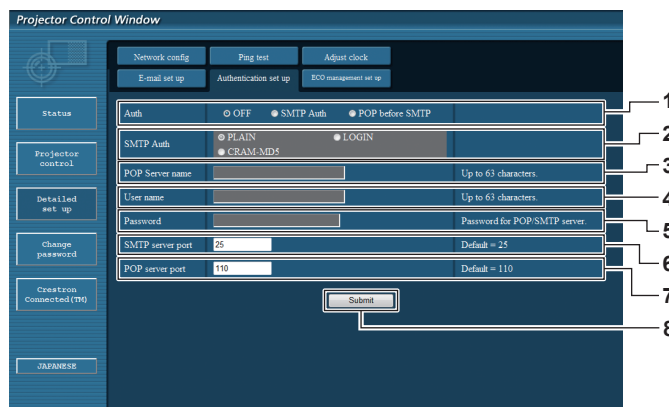 Projector Control Window
Network config
Ping test
Adjust clock
E-mail set up
Authentication set up
ECO management set up
Status
Projector
control
Detailed
set up
Change
password
Crestron
Connected(TM)
JAPANESE
Auth
OFF
SMTP Auth
POP before SMTP
1
SMTP Auth
PLAIN
LOGIN
CRAM-MD5
2
POP Server name
Up to 63 characters.
3
User name
Up to 63 characters.
4
Password
Password for POP/SMTP server.
5
SMTP server port
25
Default = 25
6
POP server port
110
Default = 110
7
Submit
8